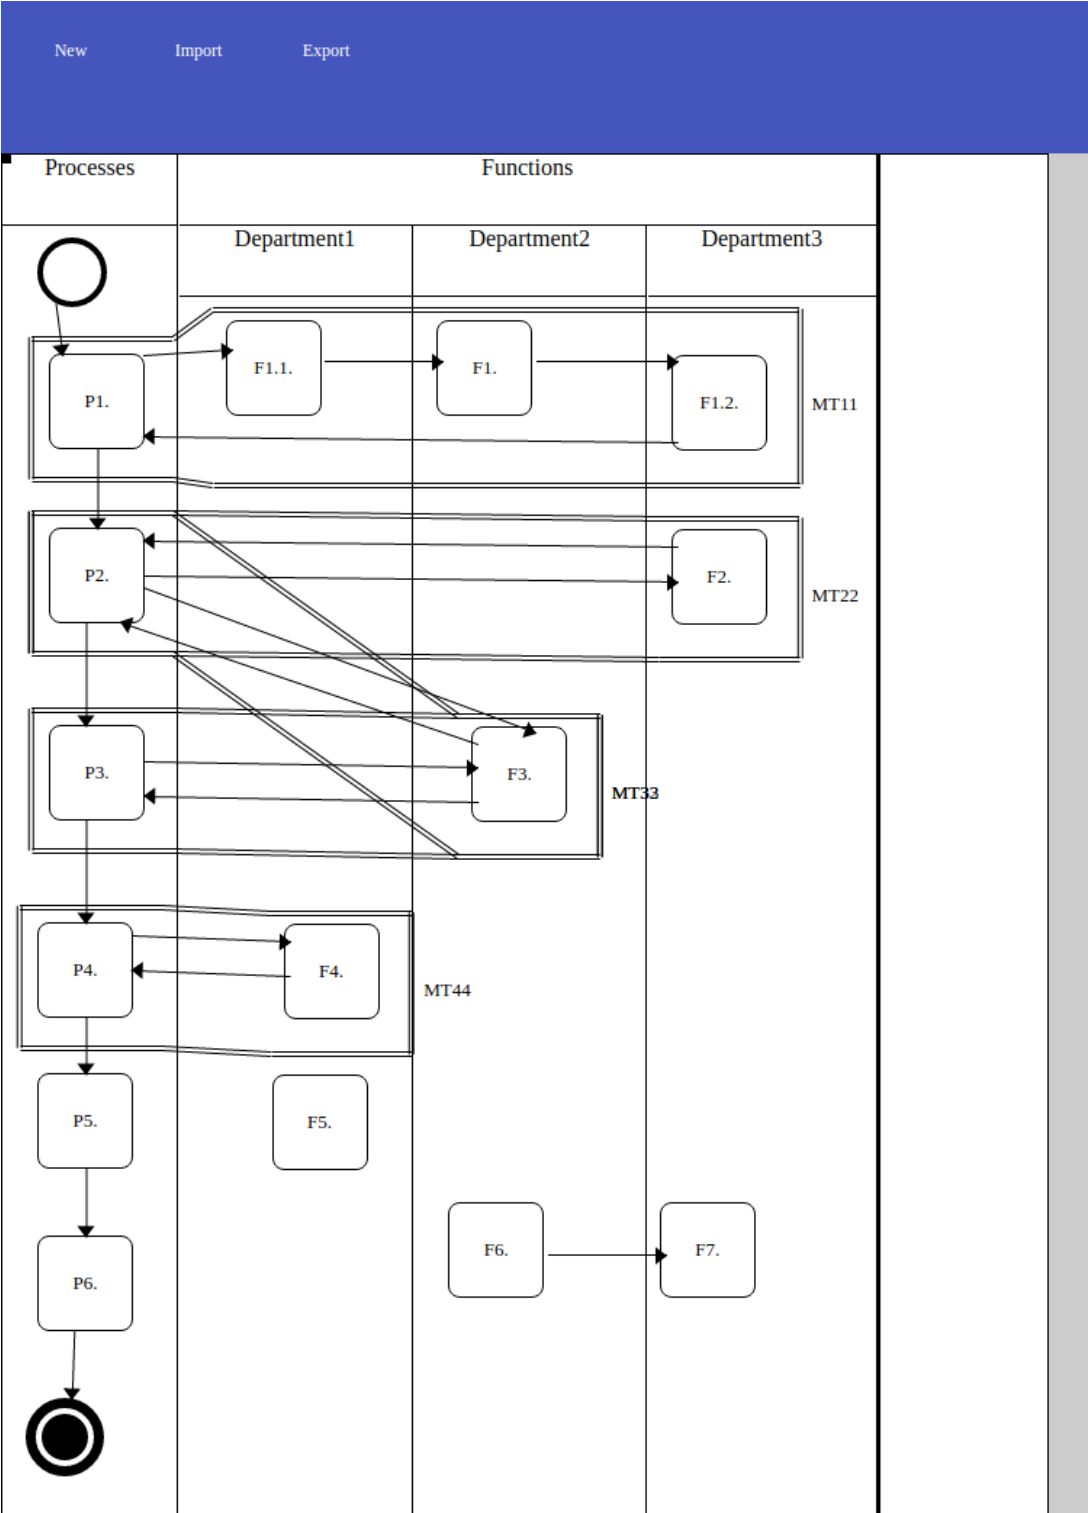 New Import Export
Processes Functions
Department1 Department2 Department3
F1.1. F1. F1.2.
P1. MT11
P2. F2. MT22
P3. F3.
P4. F4. MT44
P5. F5.
F6. F7.
P6.